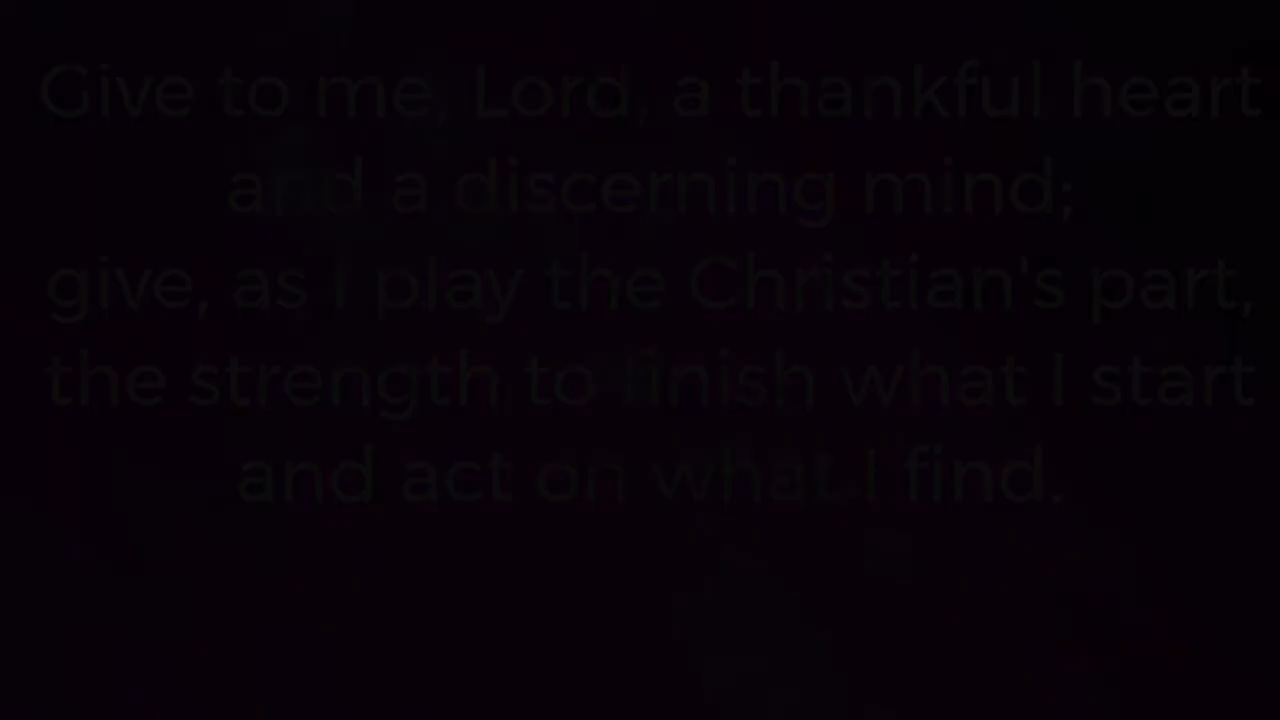 Give to me, Lord, a thankful heart
and a discerning mind;
give, as I play the Christian's part,
the strength to finish what I start
and act on what I find.